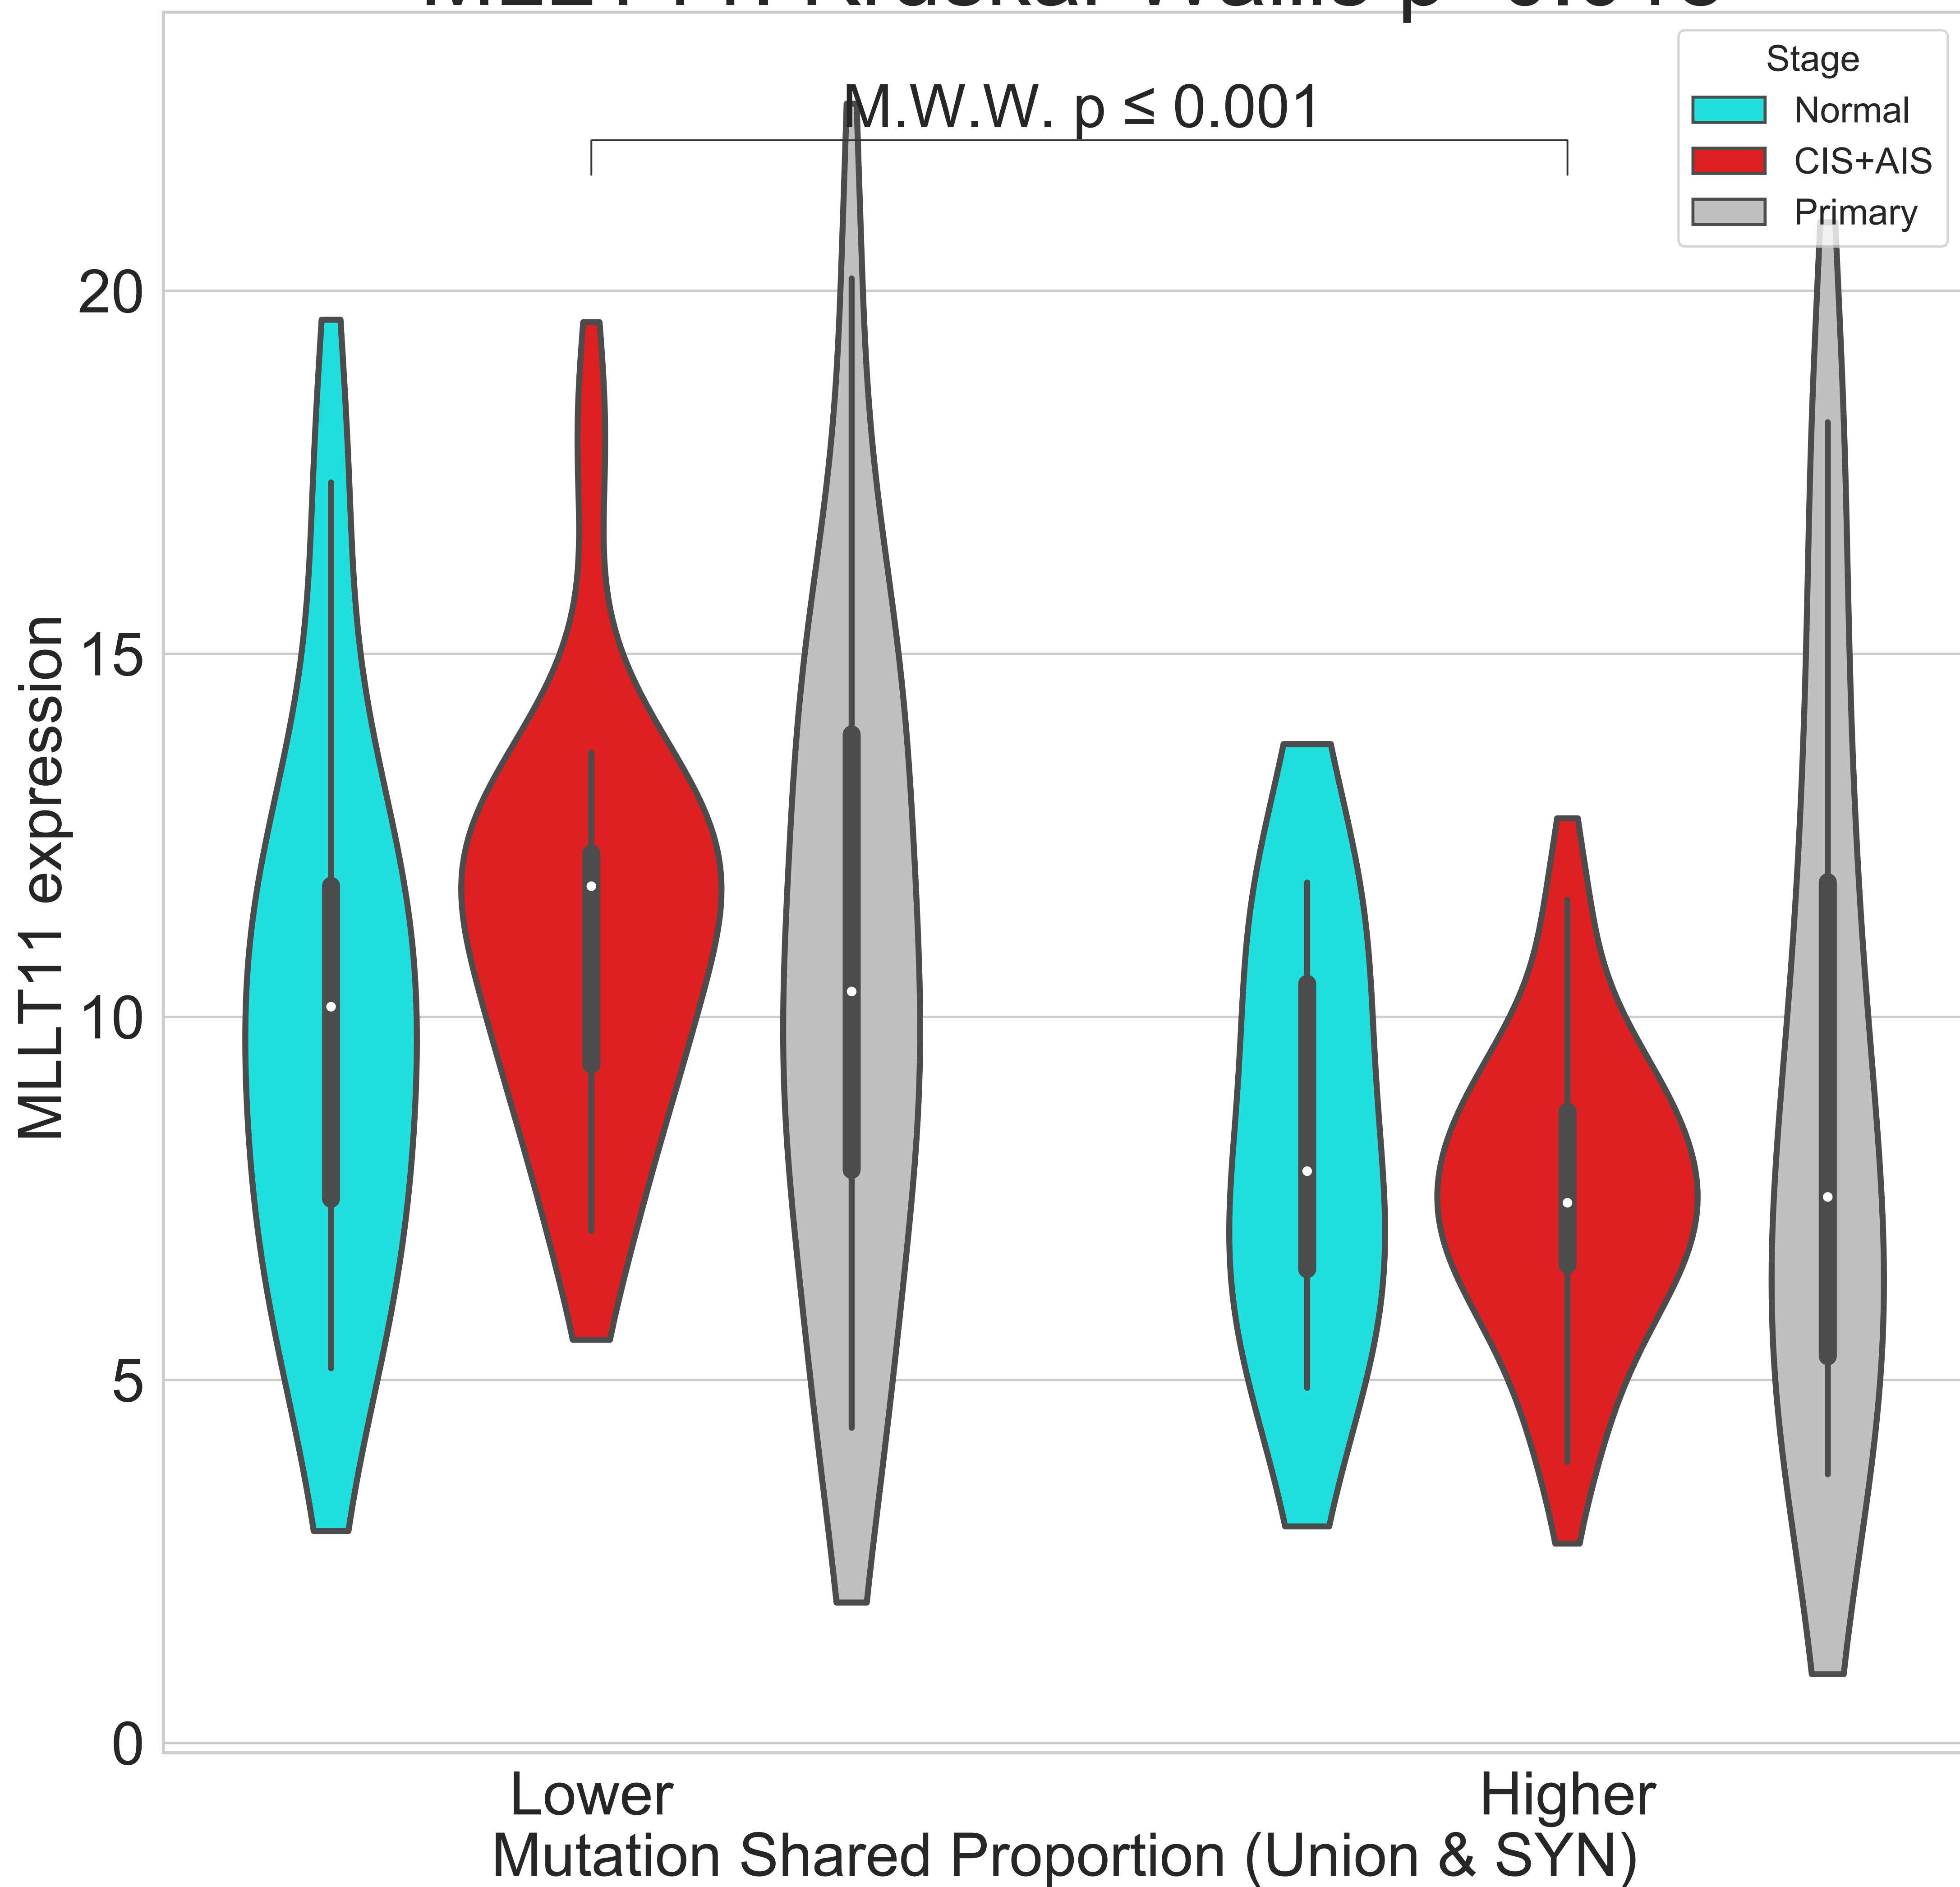 M.W.W. p ≤ 0.001
Stage
Normal
CIS+AIS
Primary
20
15
10
5
0
MLLT11 expression
Lower
Higher
Mutation Shared Proportion (Union & SYN)